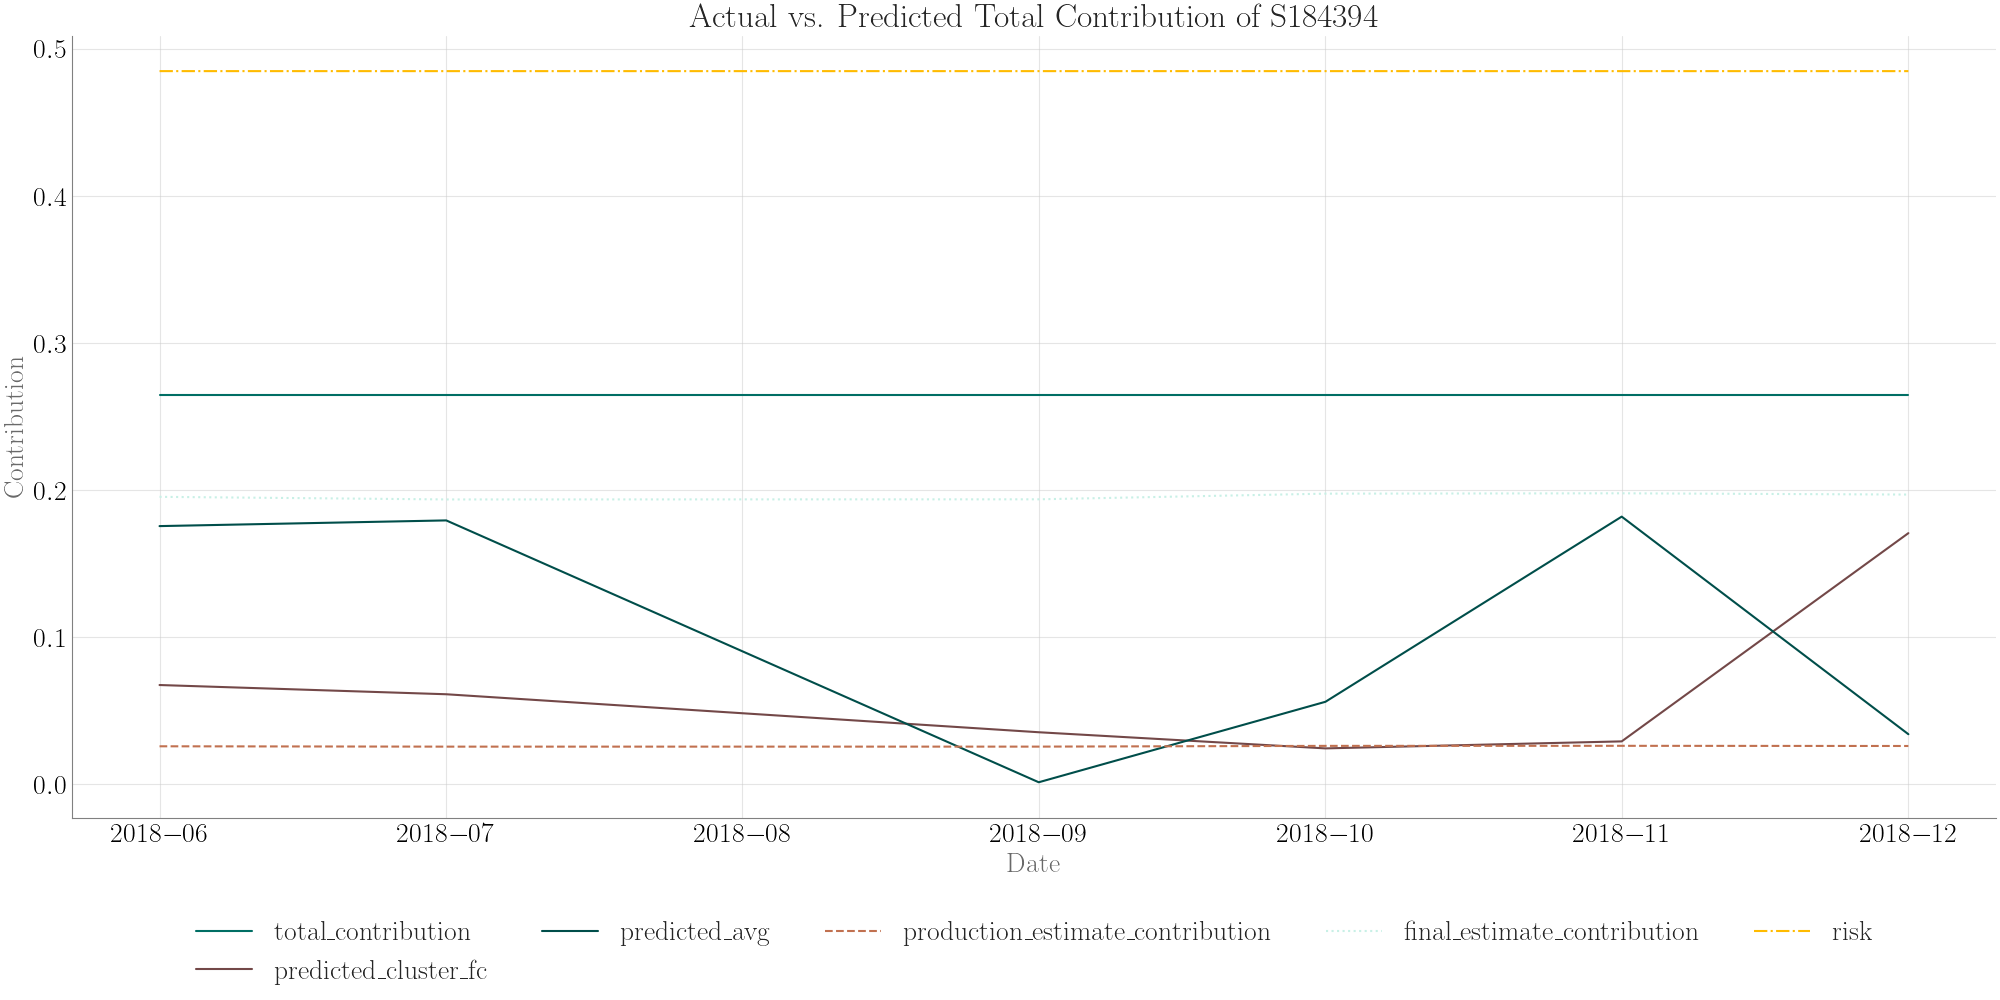 Actual vs. Predicted Total Contribution of S184394
0.5
0.4
0.3
0.2
0.1
0.0
Contribution
2018–06 2018–07 2018–08 2018–09 2018–10 2018–11 2018–12
Date
total_contribution predicted_avg production_estimate_contribution final_estimate_contribution risk
predicted_cluster_fc